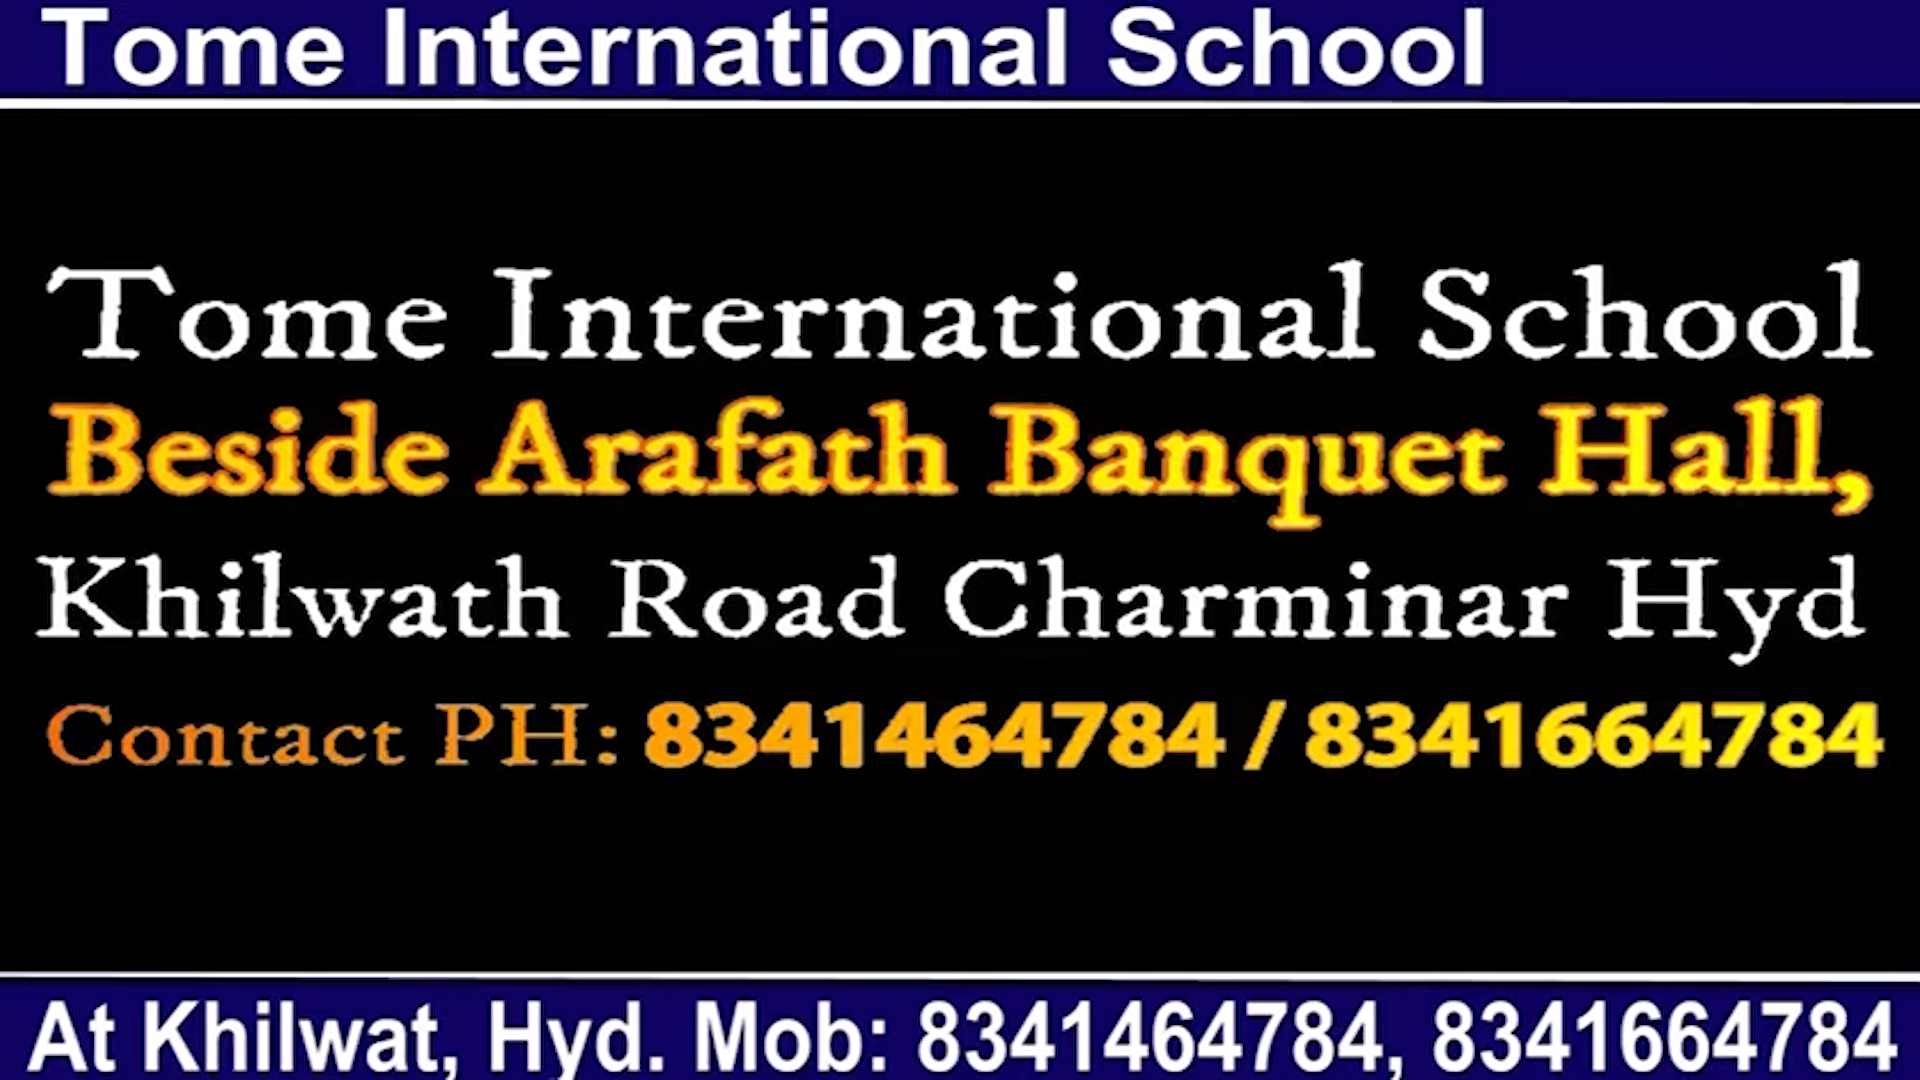 Tome International School
Tome International School
Beside Arafath Banquet Hall,
Khilwath Road Charminar Hyd
Contact PH: 8341464784 / 8341664784
At Khilwat, Hyd. Mob: 8341464784, 8341664784